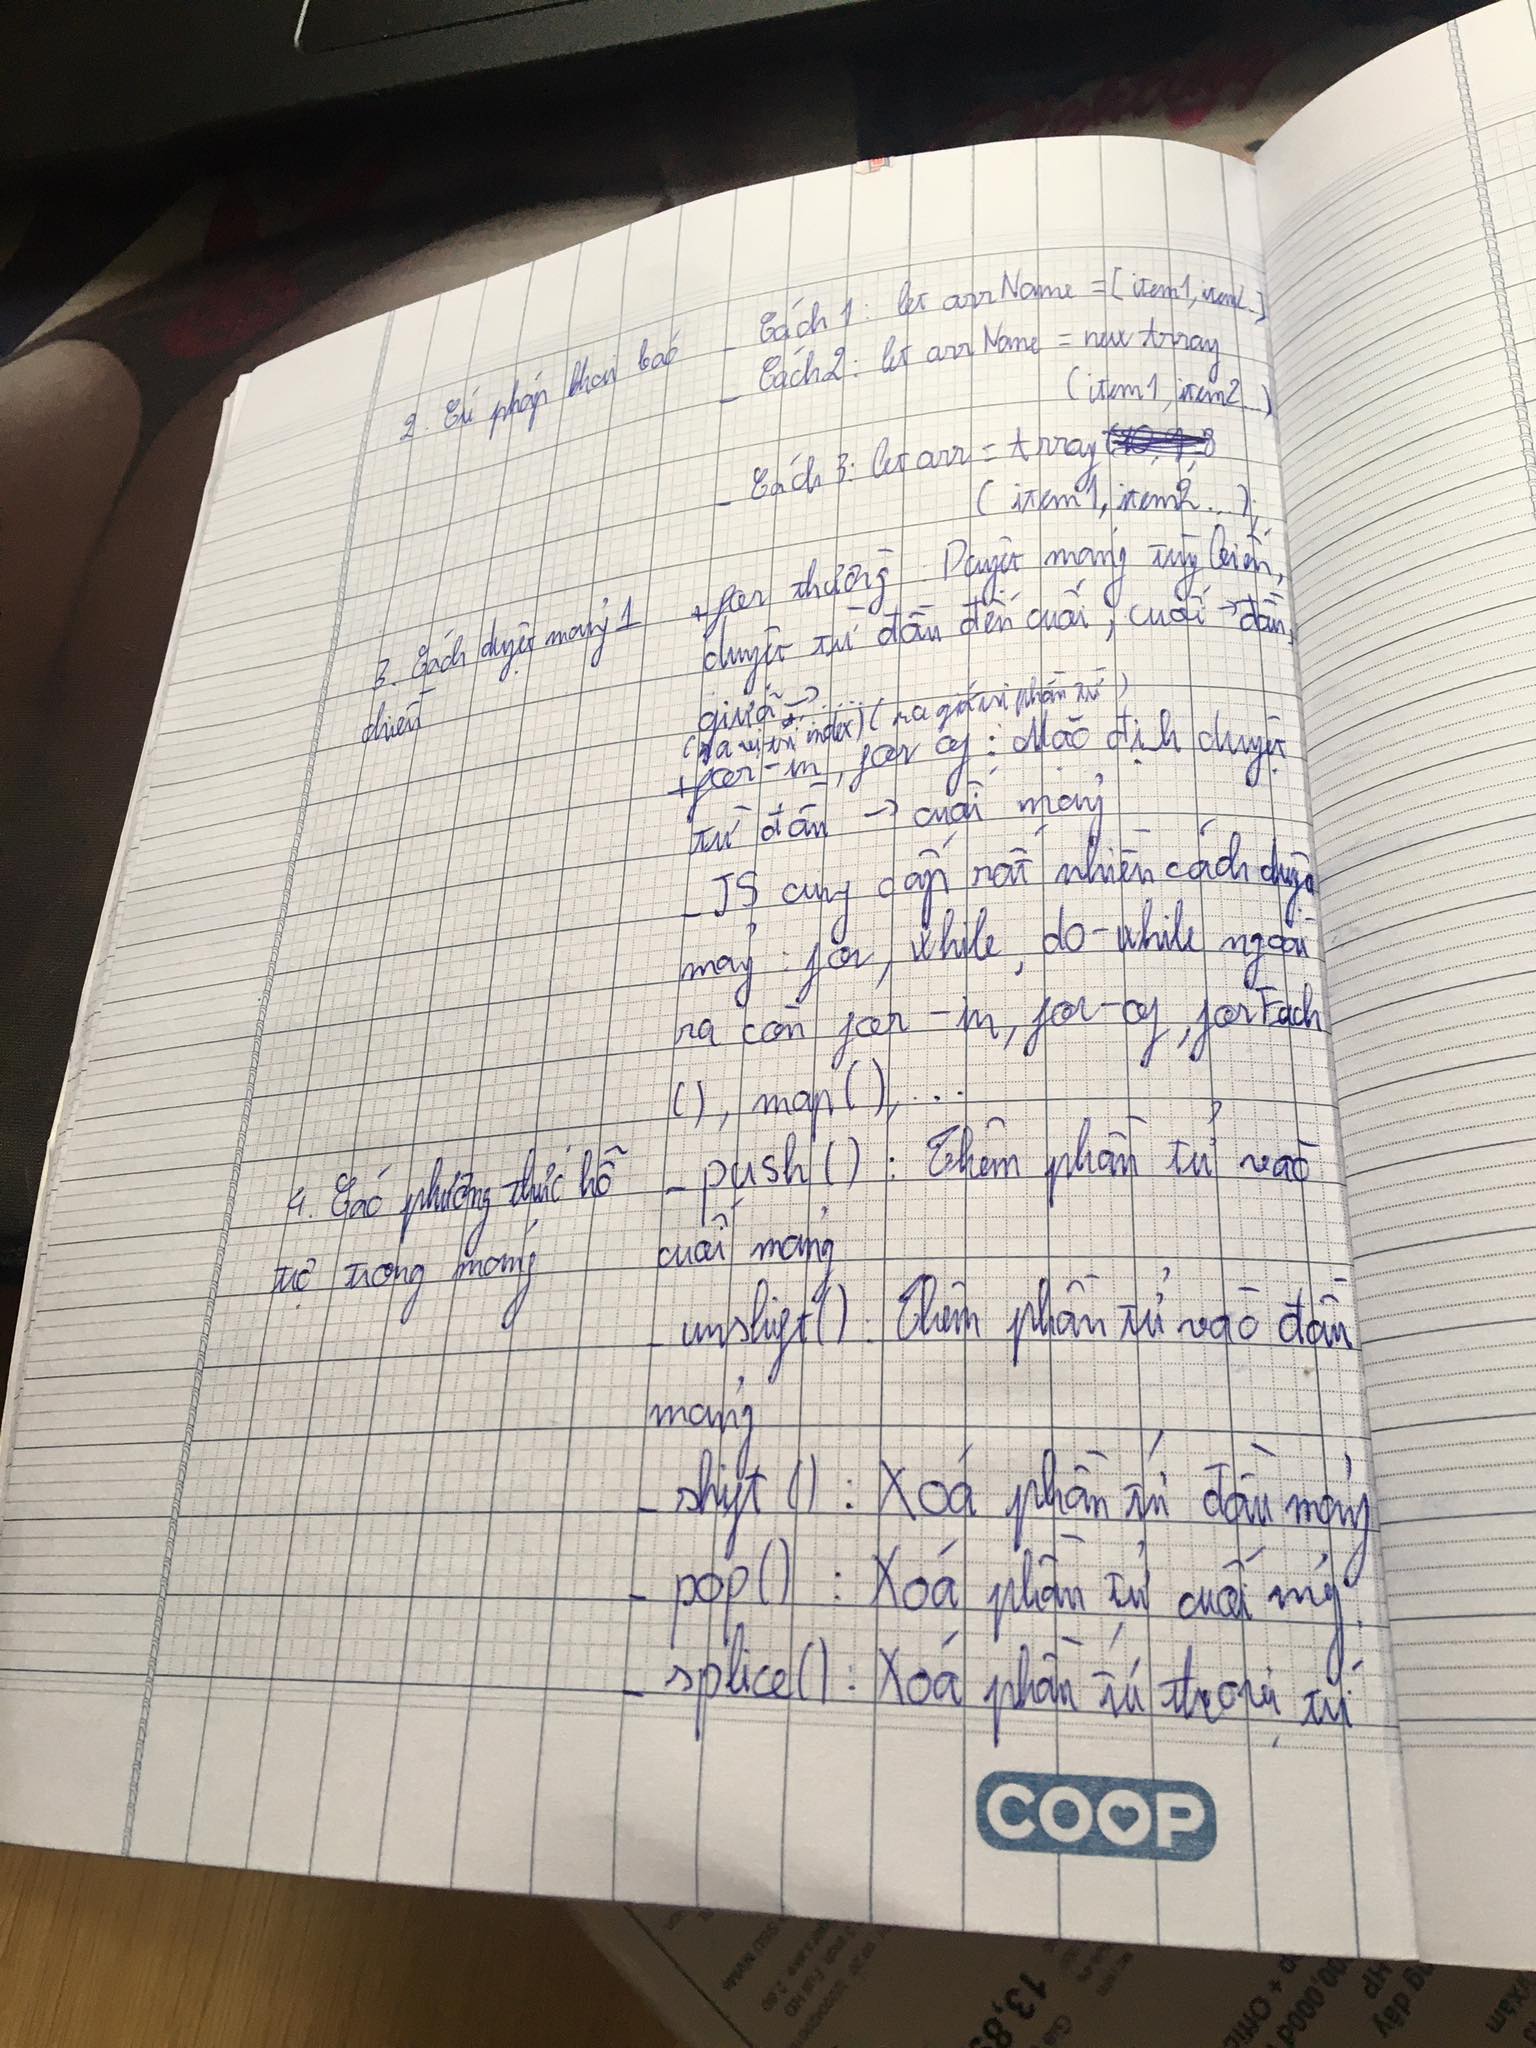 2. Cú pháp khai báo
- Cách 1: let arrName = [item1, item2..]
- Cách 2: let arrName = new Array
(item1, item2...)
- Cách 3: let arr = Array
(item1, item2...);
3. Cách duyệt mảng 1
chiều
+ for thường: Duyệt mảng tùy biến,
duyệt từ đầu đến cuối, cuối -> đầu,
giữa -> ...
(ra vị trí index) (ra giá trị phần tử)
+ for-in, for of: Mặc định duyệt
từ đầu -> cuối mảng
- JS cung cấp rất nhiều cách duyệt
mảng: for, while, do-while ngoài
ra còn for-in, for-of, forEach
(), map(), ...
4. Các phương thức hỗ
trợ trong mảng
- push(): Thêm phần tử vào
cuối mảng
- unshift(): Thêm phần tử vào đầu
mảng
- shift(): Xoá phần tử đầu mảng
- pop(): Xoá phần tử cuối mảng.
- splice(): Xoá phần tử từ
COOP
13,89